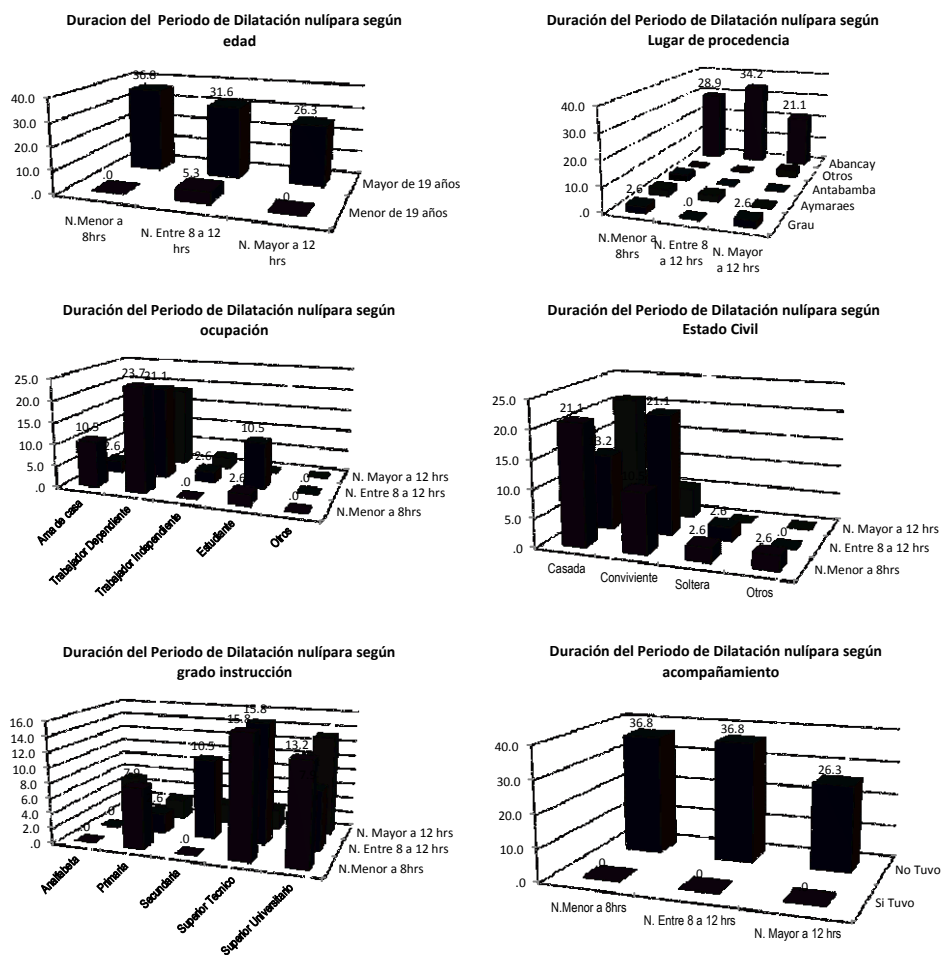 Duracion del Periodo de Dilatación nulípara según
edad
40.0
30.0
20.0
10.0
.0
36.8
31.6
26.3
.0
5.3
.0
Mayor de 19 años
Menor de 19 años
N.Menor a
8hrs
N. Entre 8 a 12
hrs
N. Mayor a 12
hrs
Duración del Periodo de Dilatación nulípara según
Lugar de procedencia
40.0
30.0
20.0
10.0
.0
28.9
34.2
21.1
2.6
.0
2.6
Abancay
Otros
Antabamba
Aymaraes
Grau
N.Menor a
8hrs
N. Entre 8
a 12 hrs
N. Mayor
a 12 hrs
Duración del Periodo de Dilatación nulípara según
ocupación
25.0
20.0
15.0
10.0
5.0
.0
10.5
2.6
23.7
21.1
.0
2.6
2.6
10.5
.0
.0
N. Mayor a 12 hrs
N. Entre 8 a 12 hrs
N.Menor a 8hrs
Ama de casa
Trabajador Dependiente
Trabajador Independiente
Estudiante
Otros
Duración del Periodo de Dilatación nulípara según
Estado Civil
25.0
20.0
15.0
10.0
5.0
.0
21.1
10.5
21.1
2.6
2.6
2.6
.0
N. Mayor a 12 hrs
N. Entre 8 a 12 hrs
N.Menor a 8hrs
Casada
Conviviente
Soltera
Otros
Duración del Periodo de Dilatación nulípara según
grado instrucción
16.0
14.0
12.0
10.0
8.0
6.0
4.0
2.0
.0
.0
.0
7.9
.0
10.5
15.8
15.8
13.2
N. Mayor a 12 hrs
N. Entre 8 a 12 hrs
N.Menor a 8hrs
Analfabeta
Primaria
Secundaria
Superior Tecnico
Superior Universitario
Duración del Periodo de Dilatación nulípara según
acompañamiento
40.0
30.0
20.0
10.0
.0
36.8
36.8
26.3
0
0
0
No Tuvo
Si Tuvo
N.Menor a 8hrs
N. Entre 8 a 12 hrs
N. Mayor a 12 hrs